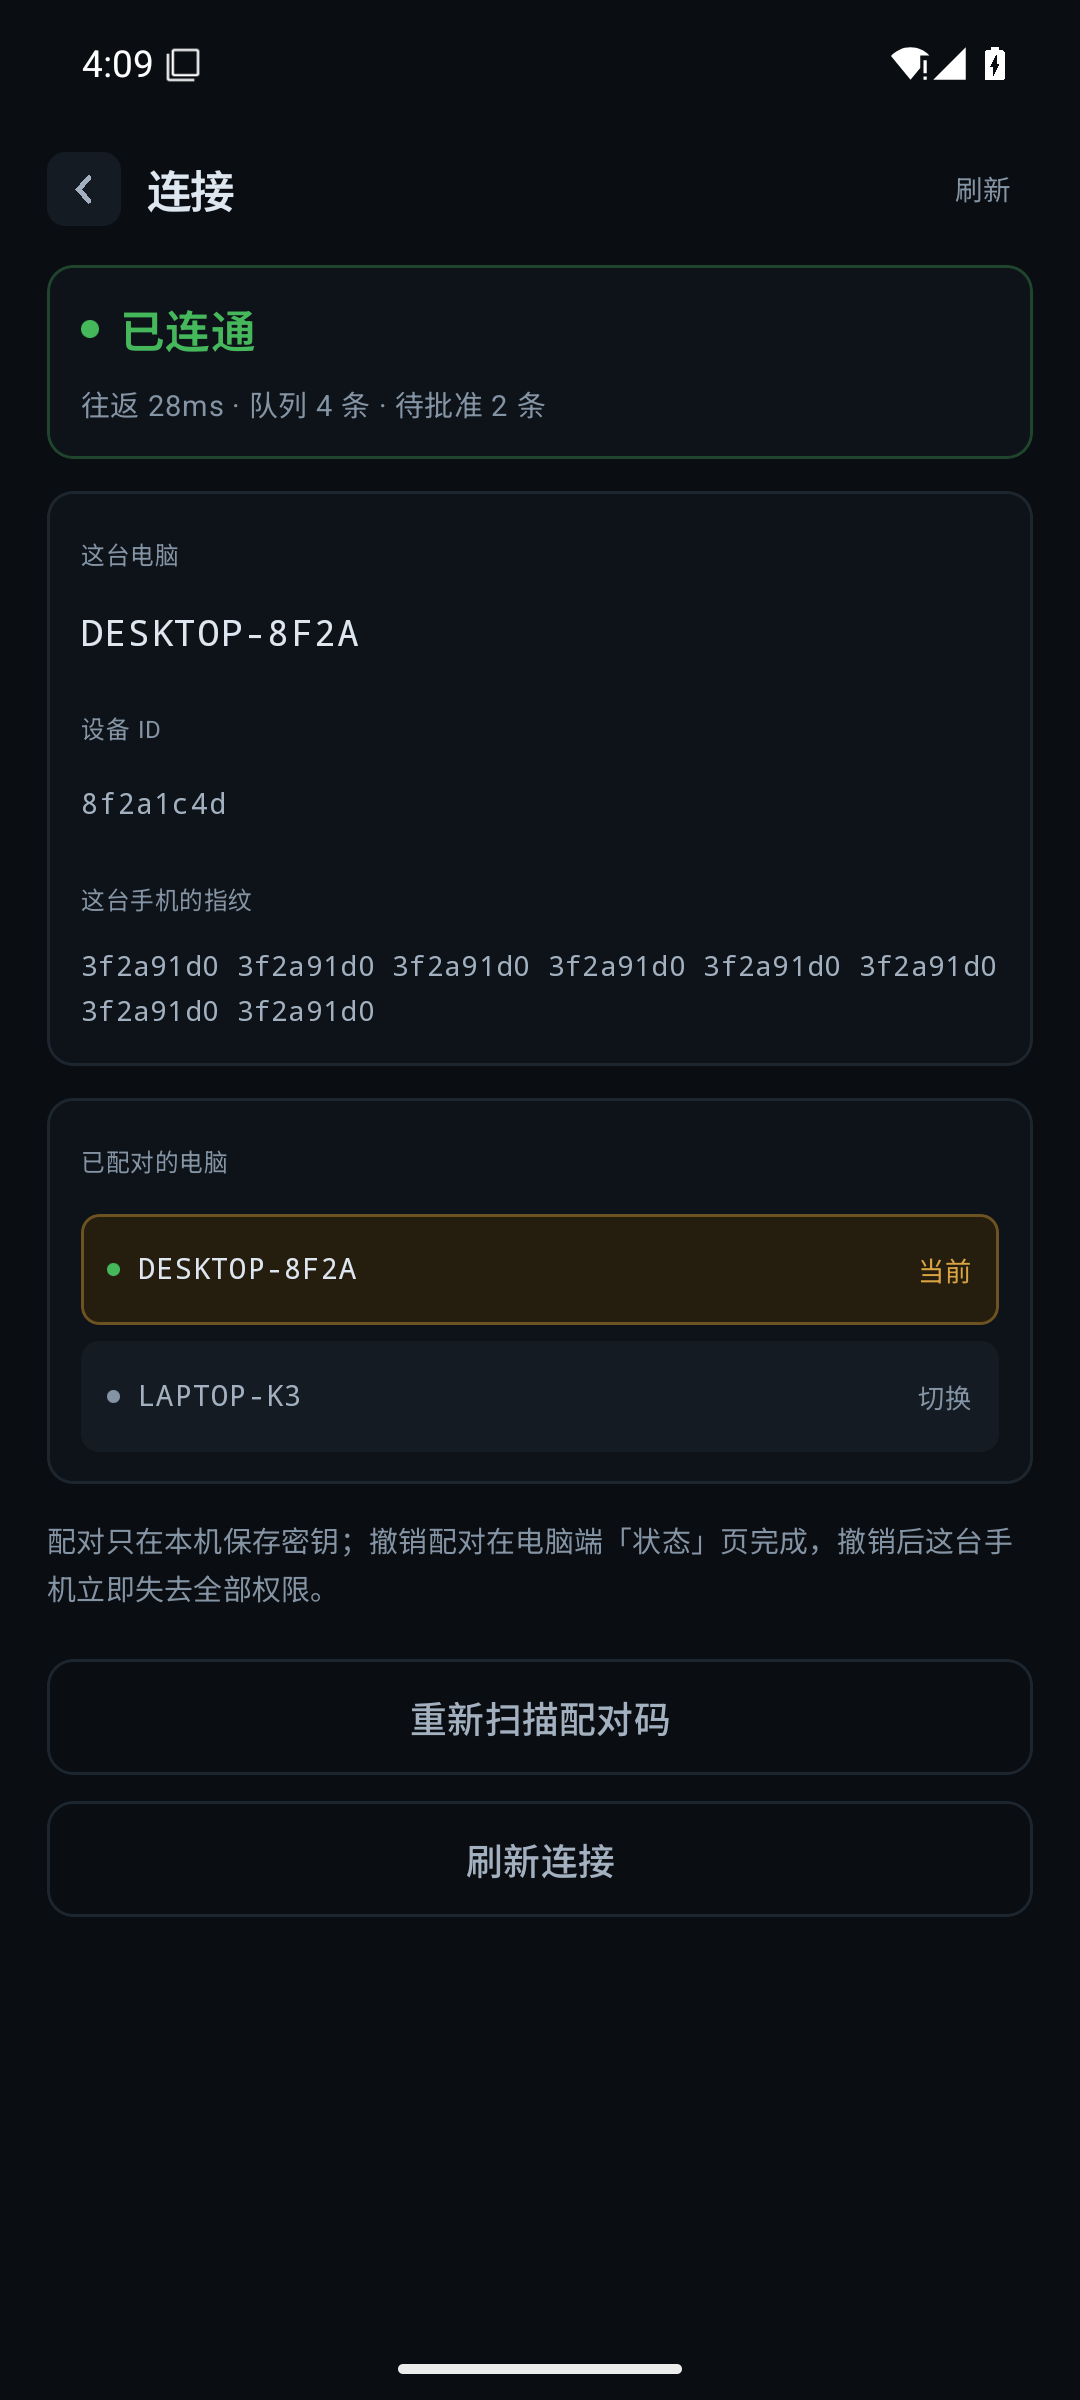 4:09
连接
刷新
已连通
往返 28ms · 队列 4 条 · 待批准 2 条
这台电脑
DESKTOP-8F2A
设备 ID
8f2a1c4d
这台手机的指纹
3f2a91d0 3f2a91d0 3f2a91d0 3f2a91d0 3f2a91d0 3f2a91d0
3f2a91d0 3f2a91d0
已配对的电脑
DESKTOP-8F2A 当前
LAPTOP-K3 切换
配对只在本机保存密钥；撤销配对在电脑端「状态」页完成，撤销后这台手
机立即失去全部权限。
重新扫描配对码
刷新连接